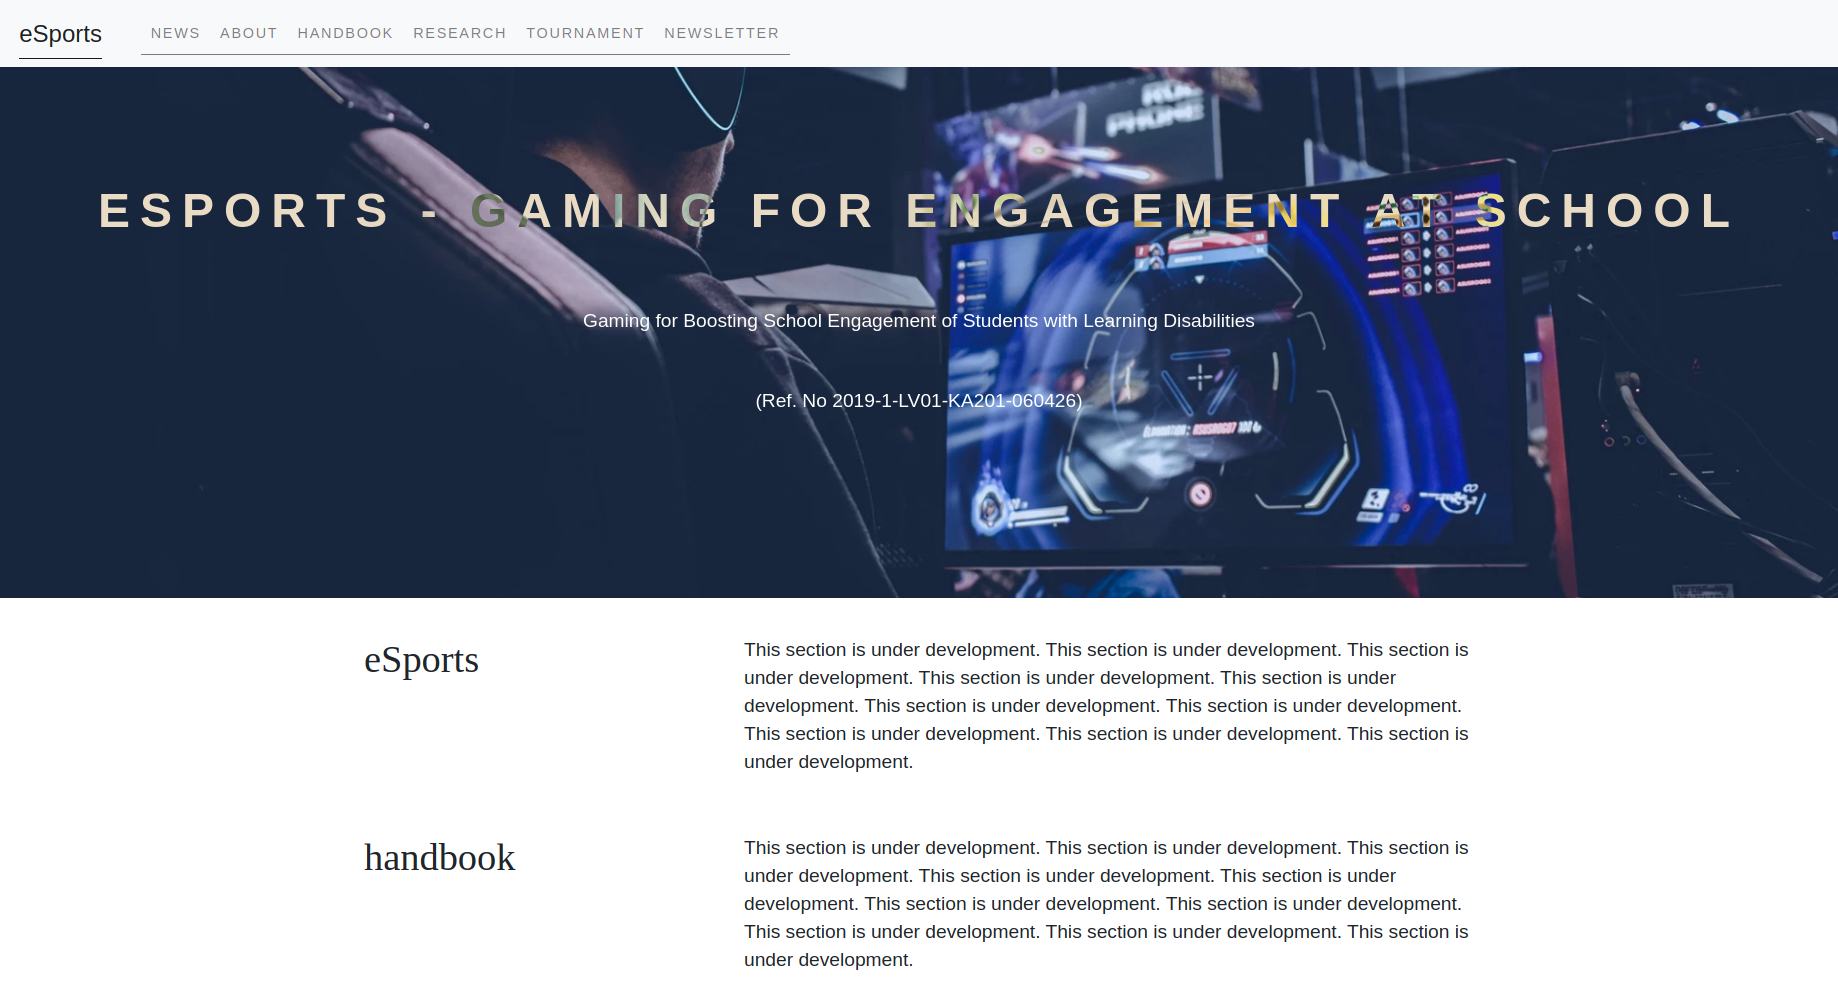 eSports
NEWS ABOUT HANDBOOK RESEARCH TOURNAMENT NEWSLETTER
PHONE
ESPORTS - GAMING FOR ENGAGEMENT AT SCHOOL
Gaming for Boosting School Engagement of Students with Learning Disabilities
(Ref. No 2019-1-LV01-KA201-060426)
eSports
This section is under development. This section is under development. This section is
under development. This section is under development. This section is under
development. This section is under development. This section is under development.
This section is under development. This section is under development. This section is
under development.
handbook
This section is under development. This section is under development. This section is
under development. This section is under development. This section is under
development. This section is under development. This section is under development.
This section is under development. This section is under development. This section is
under development.